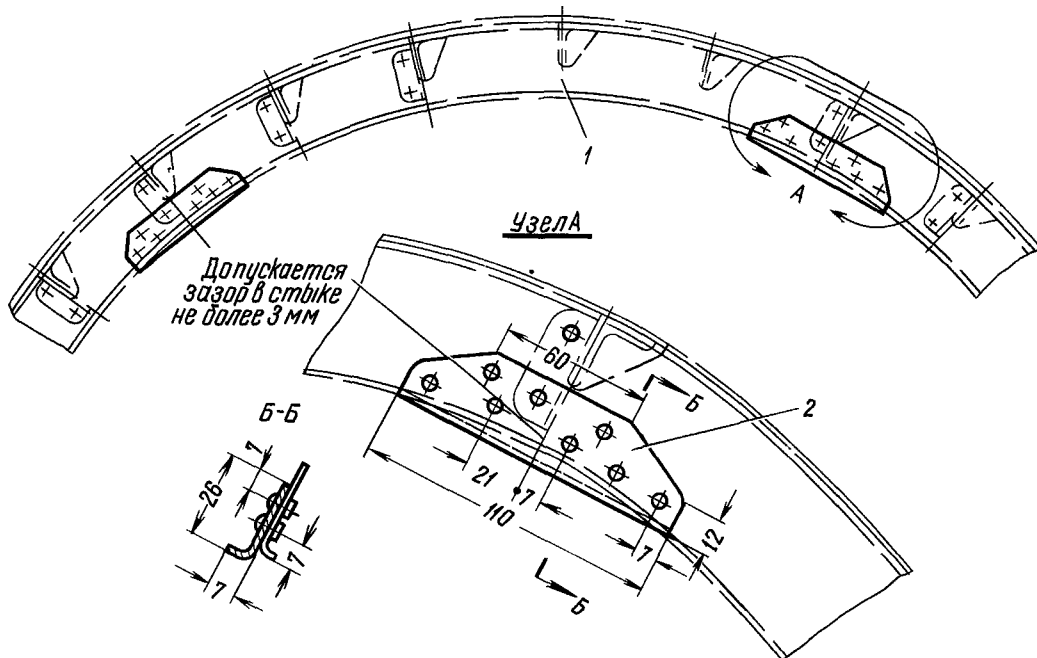 1
А
Узел А
Допускается
зазор в стыке
не более 3 мм
60
Б
2
Б-Б
7
26
7
7
21
7
110
7
12
Б